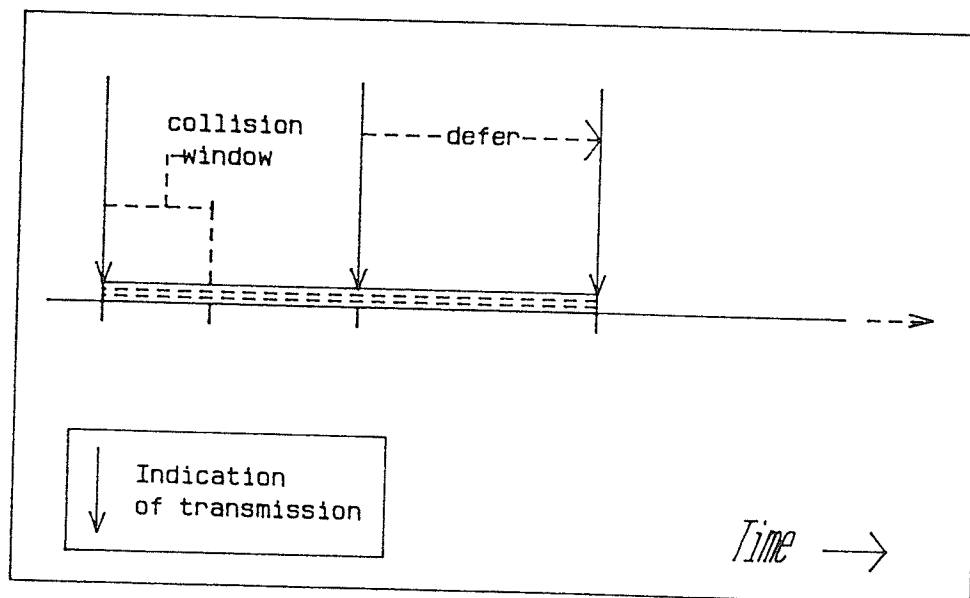 collision
window
defer
Indication
of transmission
Time